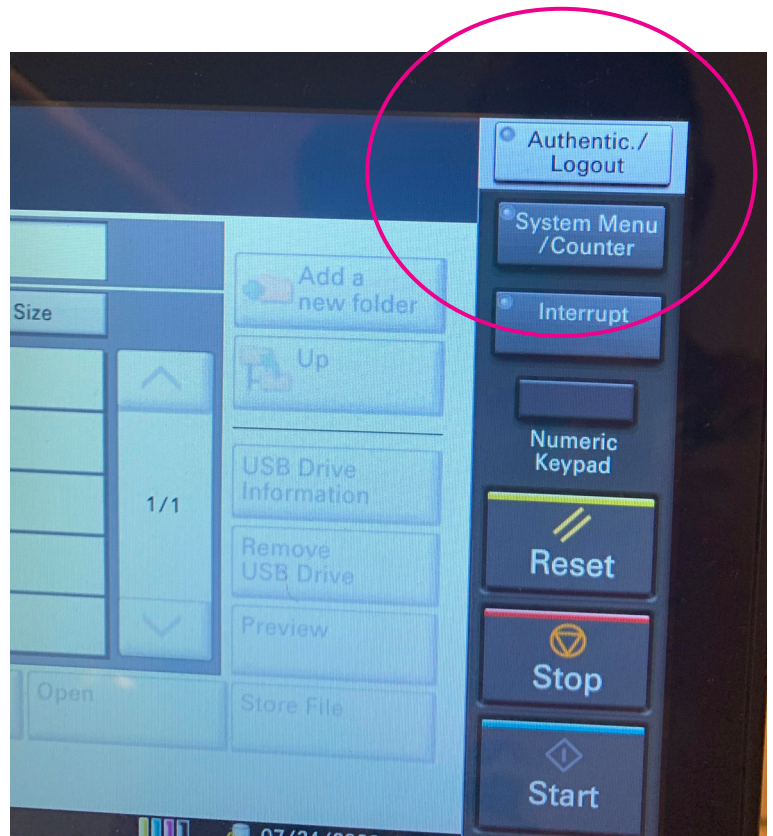 Authentic./
Logout
System Menu
/Counter
Interrupt
Numeric
Keypad
Reset
Stop
Start
Size
Add a
new folder
Up
1/1
USB Drive
Information
Remove
USB Drive
Preview
Open
Store File